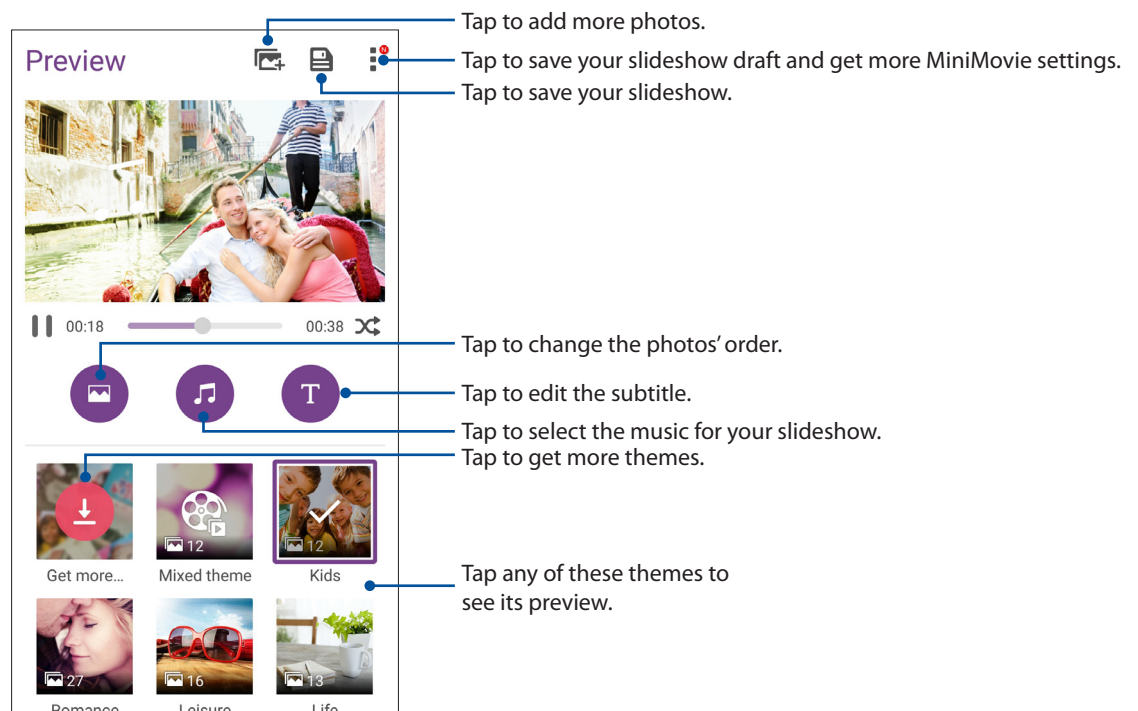 Tap to add more photos.
Preview
N
Tap to save your slideshow draft and get more MiniMovie settings.
Tap to save your slideshow.
00:18
00:38
Tap to change the photos' order.
T
Tap to edit the subtitle.
Tap to select the music for your slideshow.
Tap to get more themes.
12
12
Get more...
Mixed theme
Kids
Tap any of these themes to
see its preview.
27
16
13
Romance
Leisure
Life